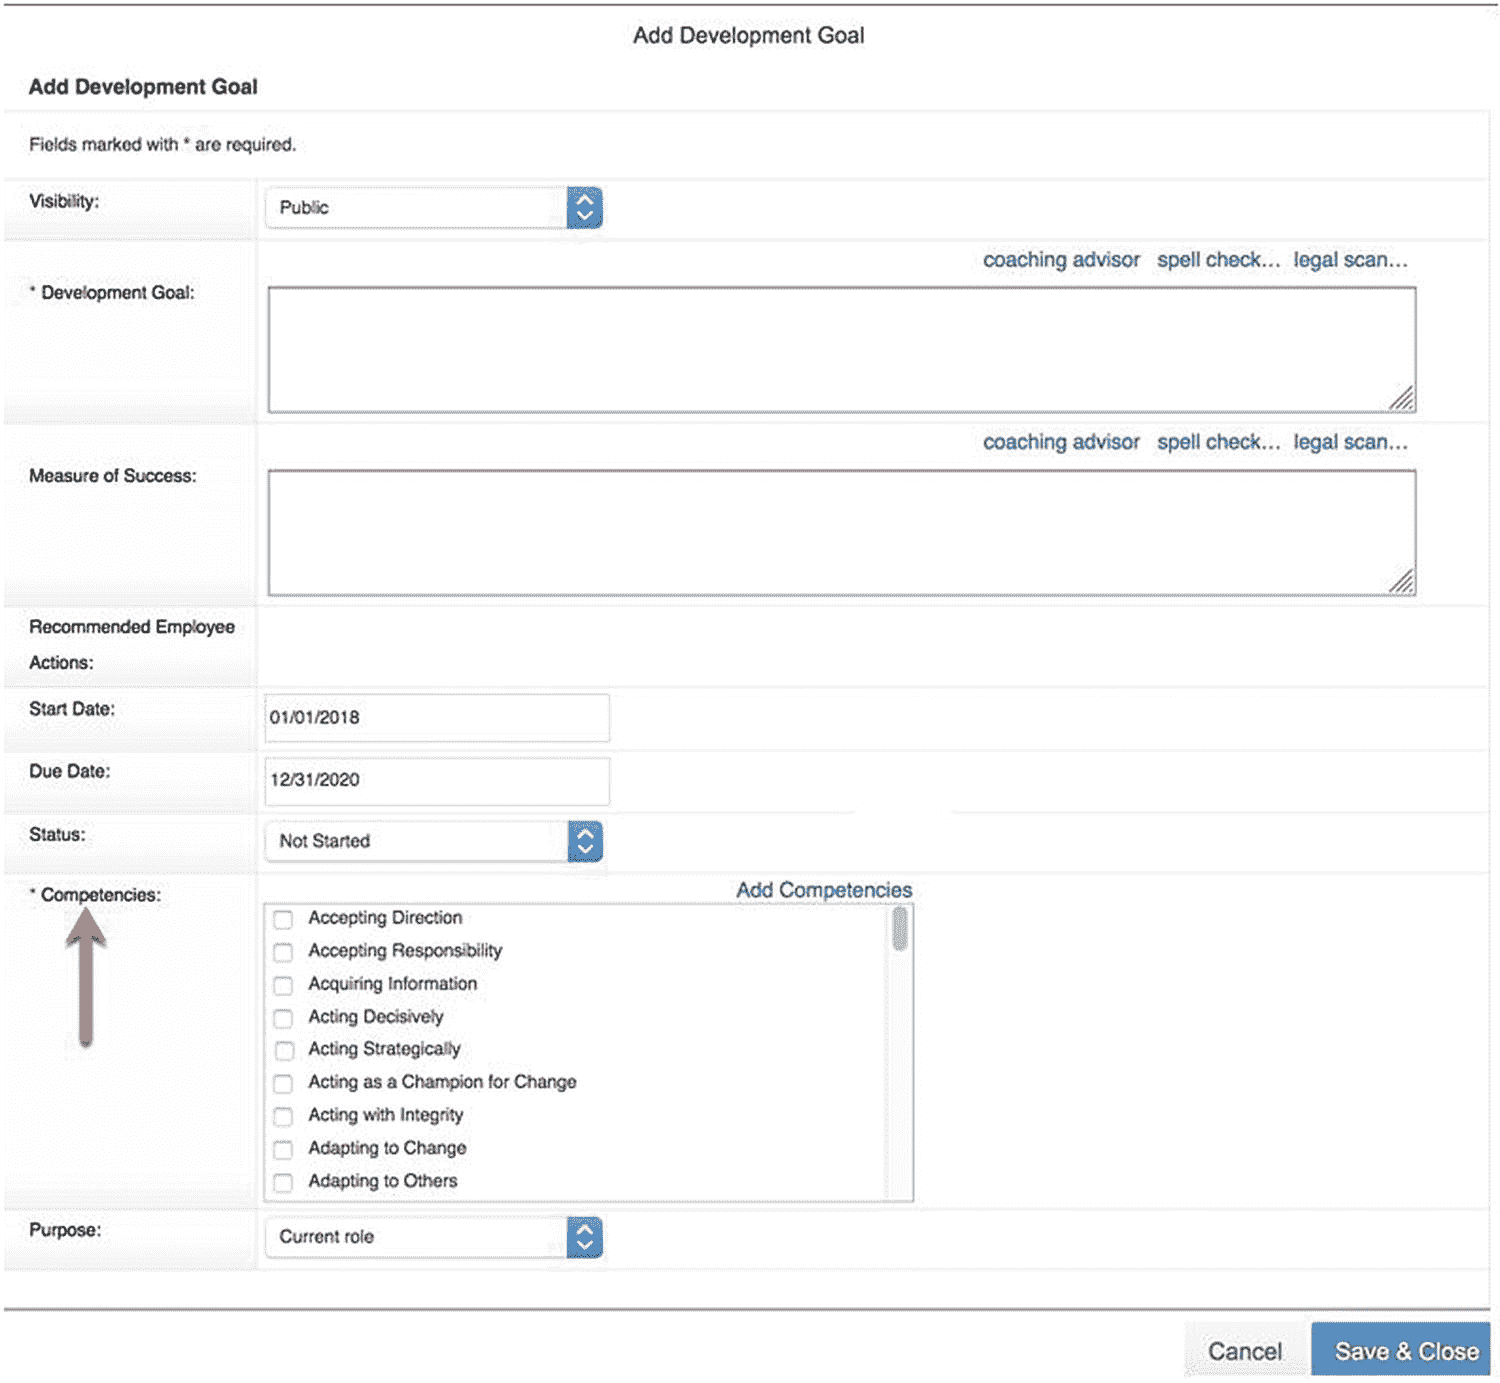 Add Development Goal
Add Development Goal
Fields marked with * are required.
Visibility:
Public
coaching advisor spell check... legal scan...
* Development Goal:
coaching advisor spell check... legal scan...
Measure of Success:
Recommended Employee
Actions:
Start Date:
01/01/2018
Due Date:
12/31/2020
Status:
Not Started
* Competencies:
Add Competencies
Accepting Direction
Accepting Responsibility
Acquiring Information
Acting Decisively
Acting Strategically
Acting as a Champion for Change
Acting with Integrity
Adapting to Change
Adapting to Others
Purpose:
Current role
Cancel
Save & Close